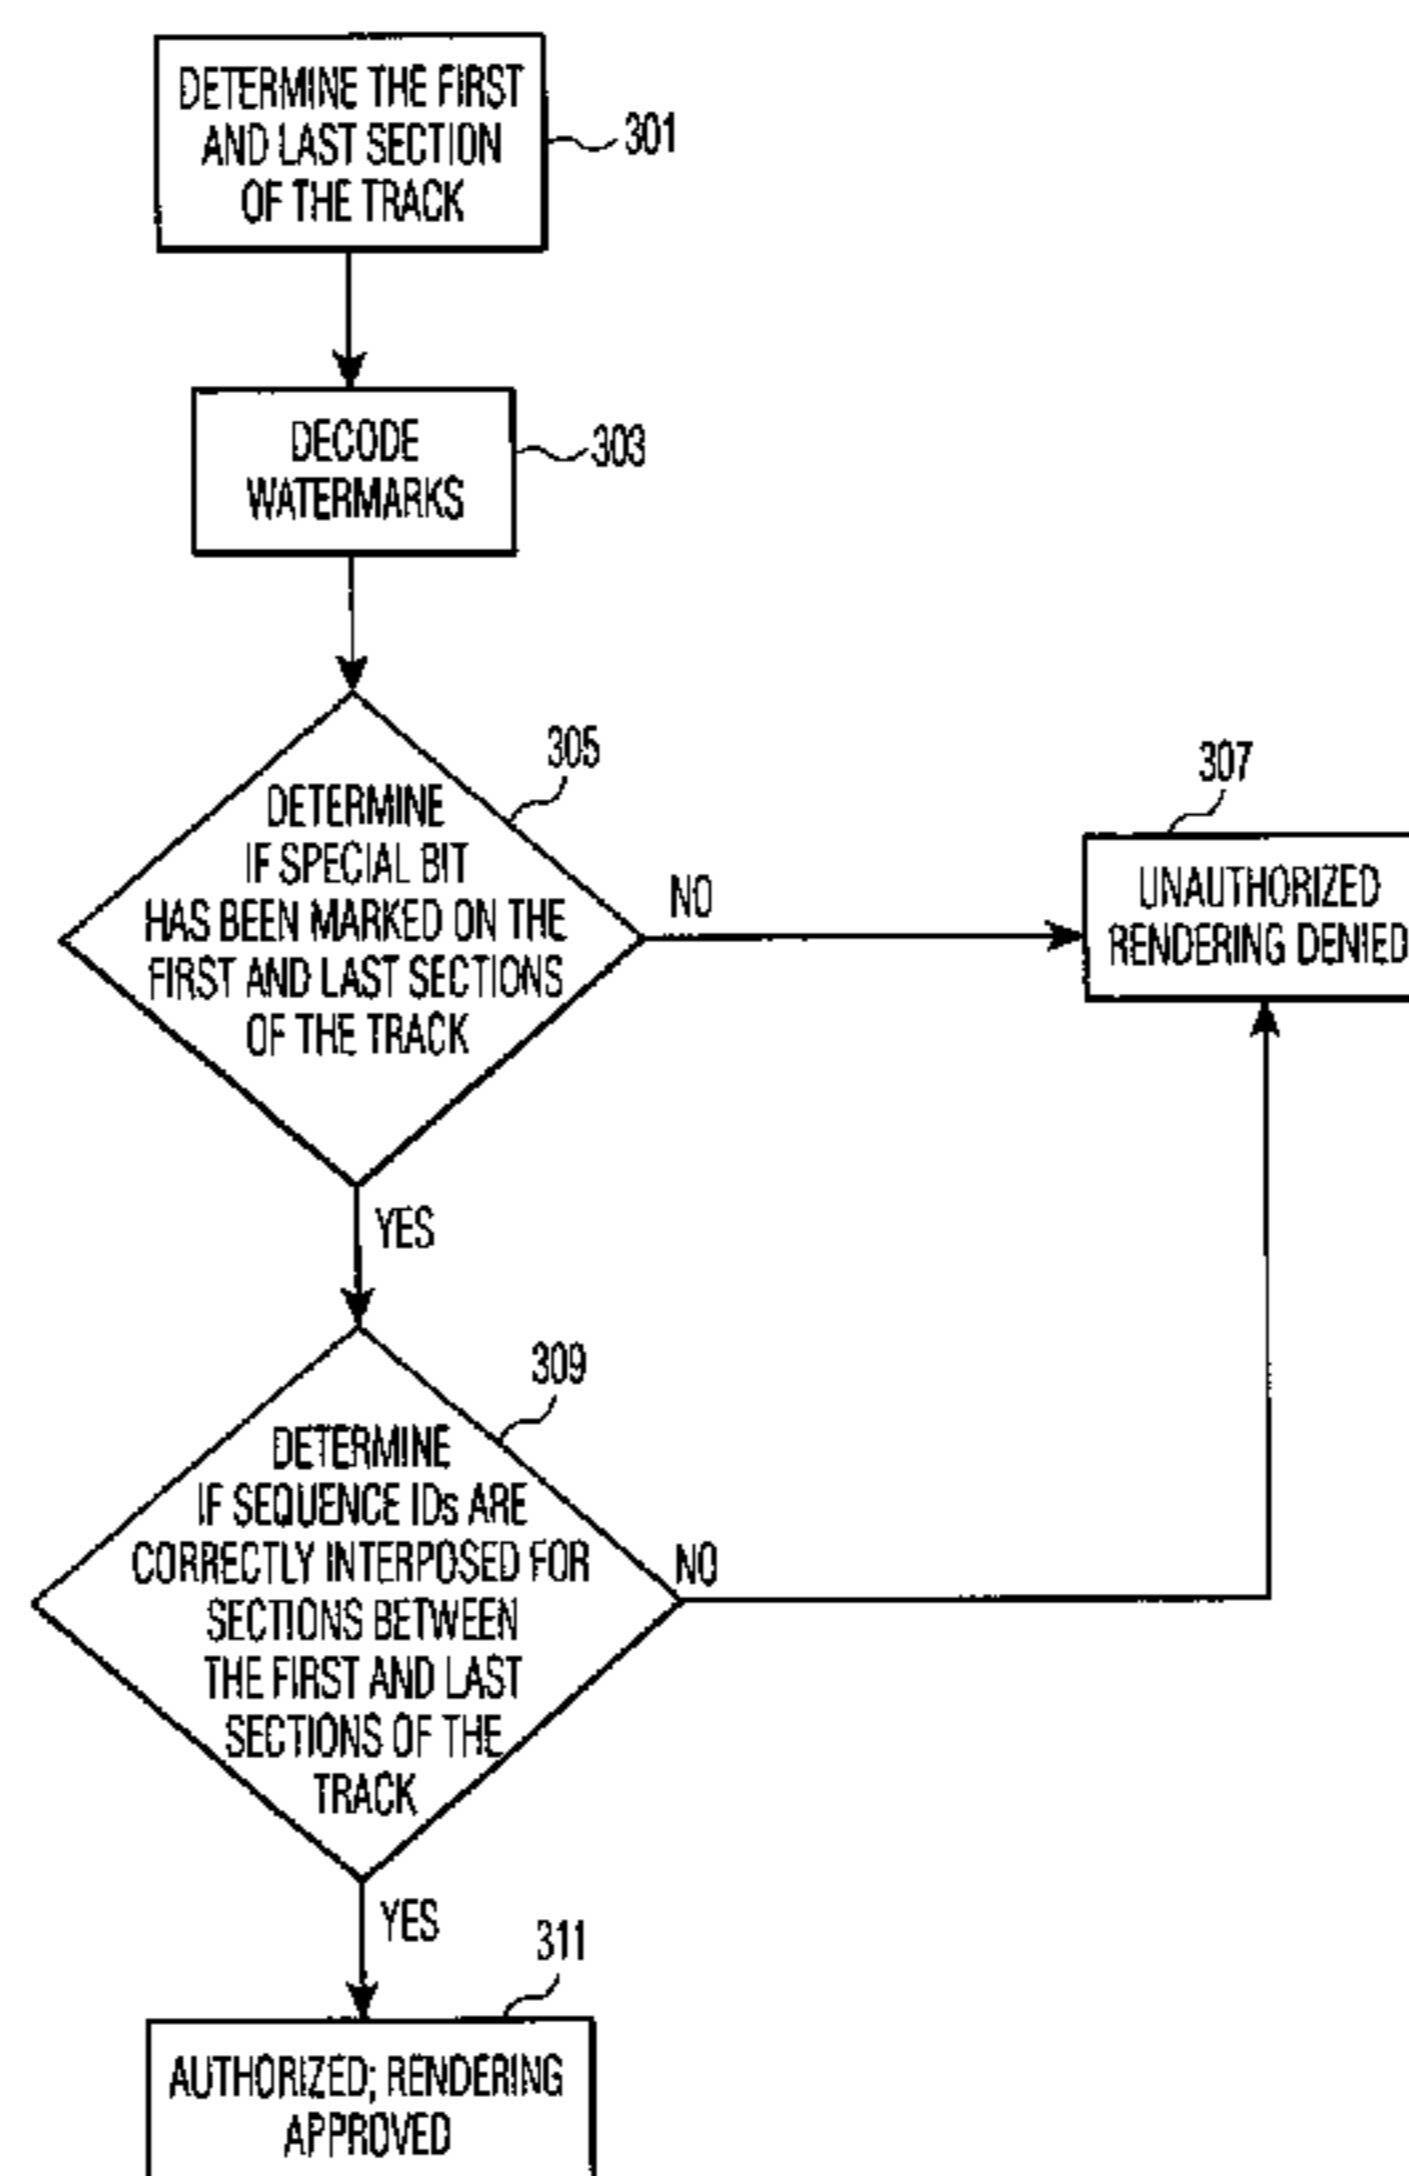 DETERMINE THE FIRST
AND LAST SECTION
OF THE TRACK
301
DECODE
WATERMARKS
303
305
DETERMINE
IF SPECIAL BIT
HAS BEEN MARKED ON THE
FIRST AND LAST SECTIONS
OF THE TRACK
NO
307
UNAUTHORIZED
RENDERING DENIED
YES
309
DETERMINE
IF SEQUENCE IDs ARE
CORRECTLY INTERPOSED FOR
SECTIONS BETWEEN
THE FIRST AND LAST
SECTIONS OF THE
TRACK
NO
YES
311
AUTHORIZED; RENDERING
APPROVED